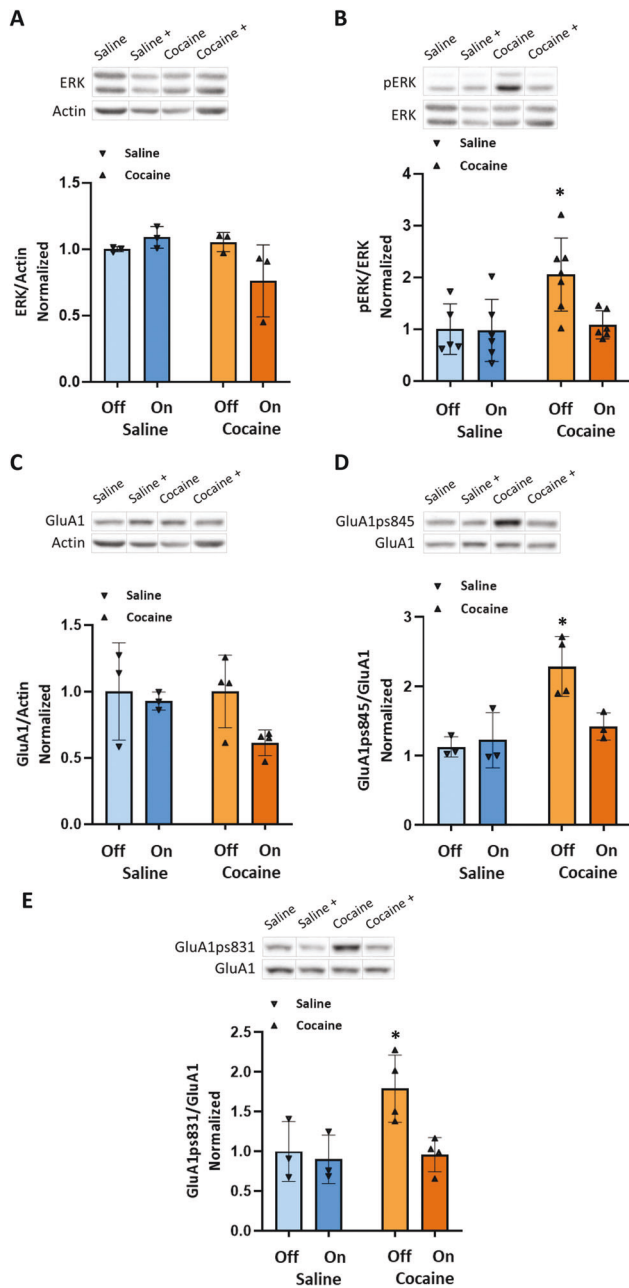 A
Saline Saline + Cocaine Cocaine +
ERK
Actin
Saline
Cocaine
ERK/Actin
Normalized
1.5
1.0
0.5
0.0
Off On Off On
Saline Cocaine
B
Saline Saline + Cocaine Cocaine +
pERK
ERK
Saline
Cocaine
pERK/ERK
Normalized
4
3
2
1
0
*
Off On Off On
Saline Cocaine
C
Saline Saline + Cocaine Cocaine +
GluA1
Actin
Saline
Cocaine
GluA1/Actin
Normalized
1.5
1.0
0.5
0.0
Off On Off On
Saline Cocaine
D
Saline Saline + Cocaine Cocaine +
GluA1ps845
GluA1
Saline
Cocaine
GluA1ps845/GluA1
Normalized
3
2
1
0
*
Off On Off On
Saline Cocaine
E
Saline Saline + Cocaine Cocaine +
GluA1ps831
GluA1
Saline
Cocaine
GluA1ps831/GluA1
Normalized
2.5
2.0
1.5
1.0
0.5
0.0
*
Off On Off On
Saline Cocaine